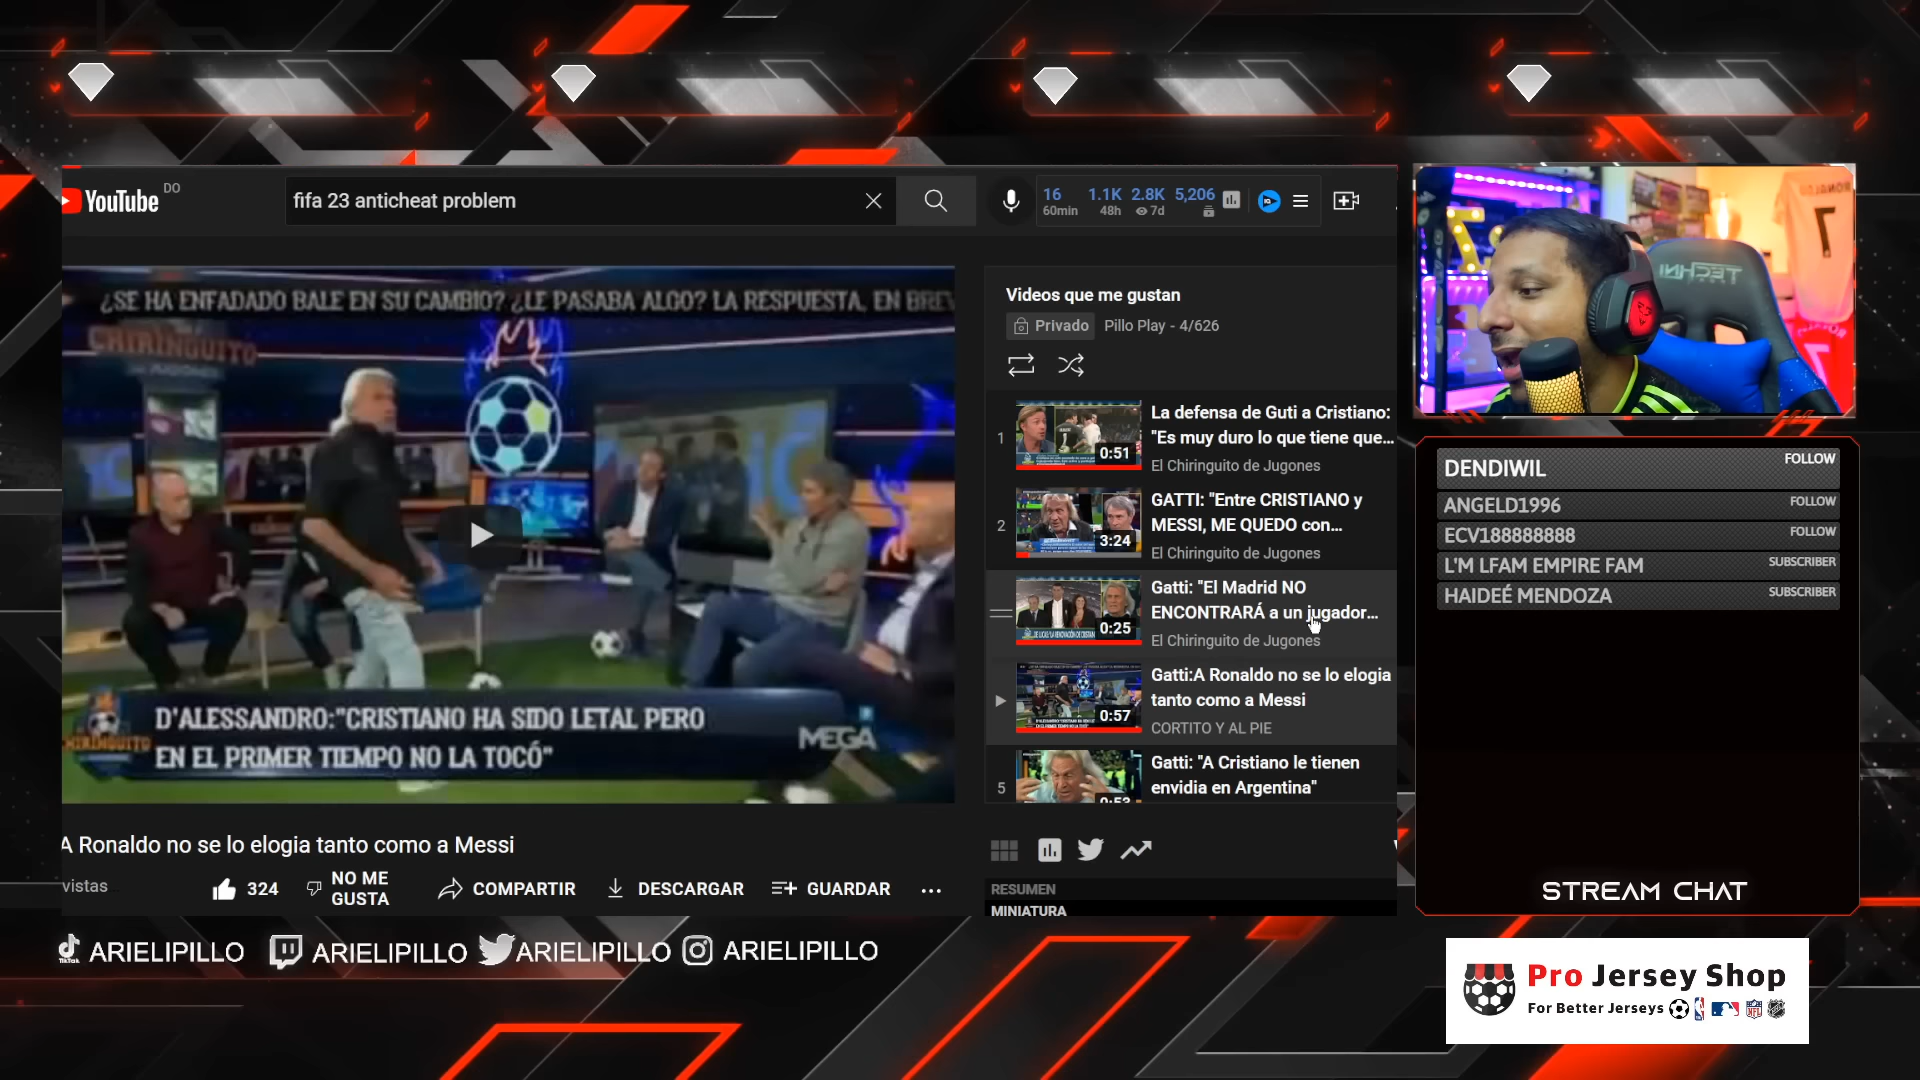 YouTube DO
fifa 23 anticheat problem
16 1.1K 2.8K 5,206
60min 48h 7d
¿SE HA ENFADADO BALE EN SU CAMBIO? ¿LE PASABA ALGO? LA RESPUESTA, EN BREV
CHIRINGUITO
D'ALESSANDRO:"CRISTIANO HA SIDO LETAL PERO
EN EL PRIMER TIEMPO NO LA TOCÓ"
MEGA
A Ronaldo no se lo elogia tanto como a Messi
vistas
324
NO ME
GUSTA
COMPARTIR
DESCARGAR
GUARDAR
Videos que me gustan
Privado
Pillo Play - 4/626
1
0:51
La defensa de Guti a Cristiano:
"Es muy duro lo que tiene que...
El Chiringuito de Jugones
2
3:24
GATTI: "Entre CRISTIANO y
MESSI, ME QUEDO con...
El Chiringuito de Jugones
0:25
Gatti: "El Madrid NO
ENCONTRARÁ a un jugador...
El Chiringuito de Jugones
0:57
Gatti:A Ronaldo no se lo elogia
tanto como a Messi
CORTITO Y AL PIE
5
0:53
Gatti: "A Cristiano le tienen
envidia en Argentina"
RESUMEN
MINIATURA
RONALDO
7
TECHNI
DENDIWIL FOLLOW
ANGELD1996 FOLLOW
ECV188888888 FOLLOW
L'M LFAM EMPIRE FAM SUBSCRIBER
HAIDEÉ MENDOZA SUBSCRIBER
STREAM CHAT
TikTok ARIELIPILLO ARIELIPILLO ARIELIPILLO ARIELIPILLO
Pro Jersey Shop
For Better Jerseys